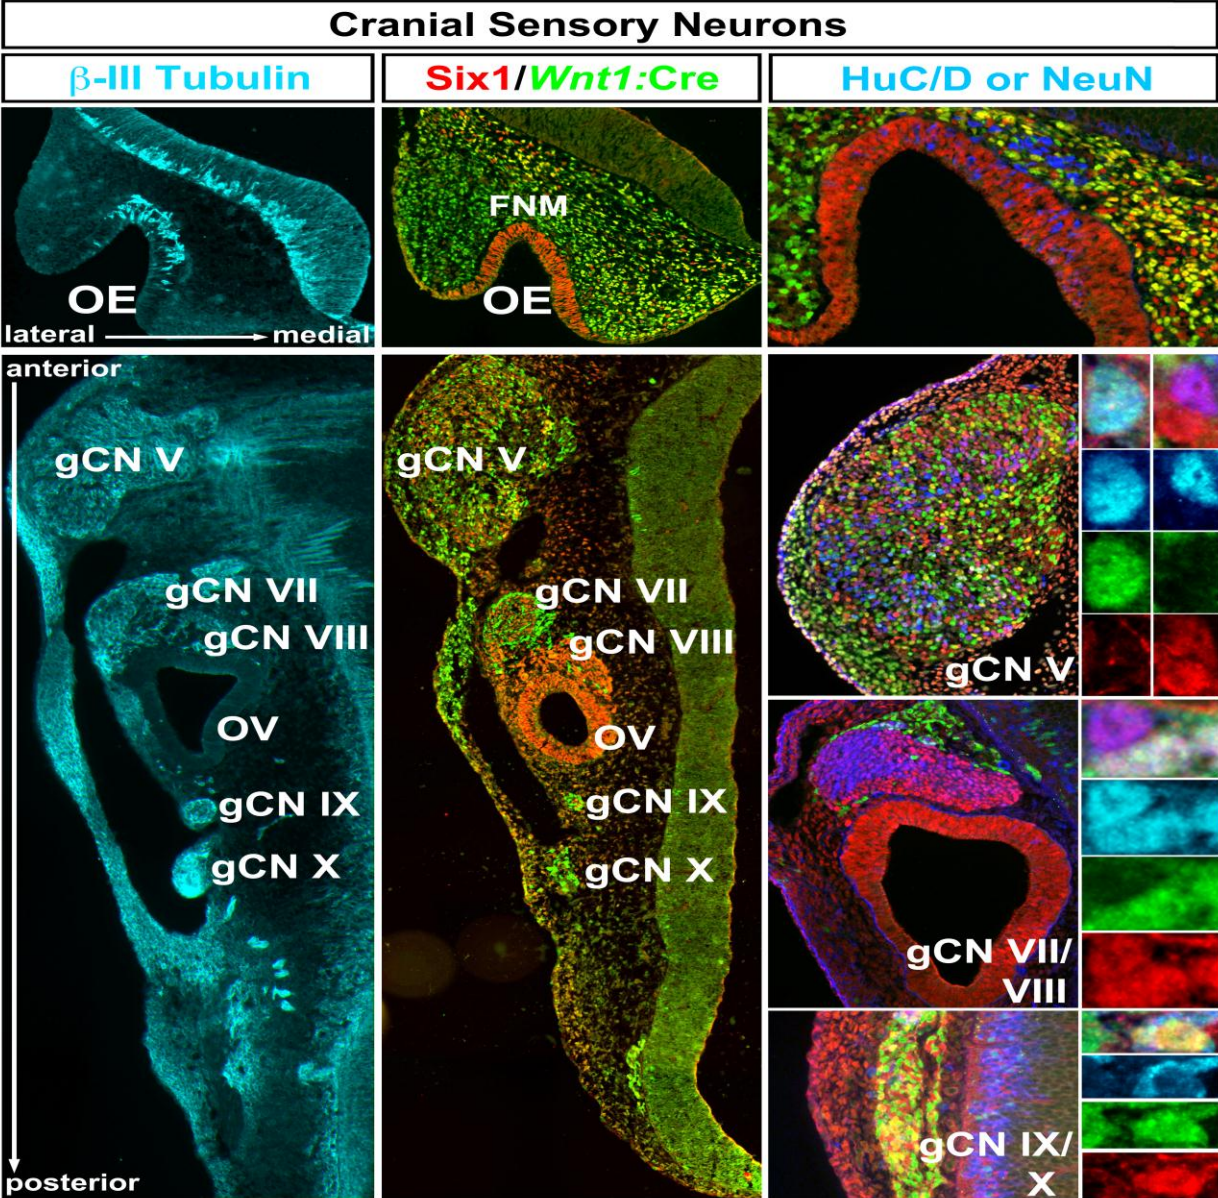 Cranial Sensory Neurons
β-III Tubulin
Six1/Wnt1:Cre
HuC/D or NeuN
OE
lateral
medial
FNM
OE
anterior
gCN V
gCN VII
gCN VIII
OV
gCN IX
gCN X
posterior
gCN V
gCN VII
gCN VIII
OV
gCN IX
gCN X
gCN V
gCN VII/
VIII
gCN IX/
X